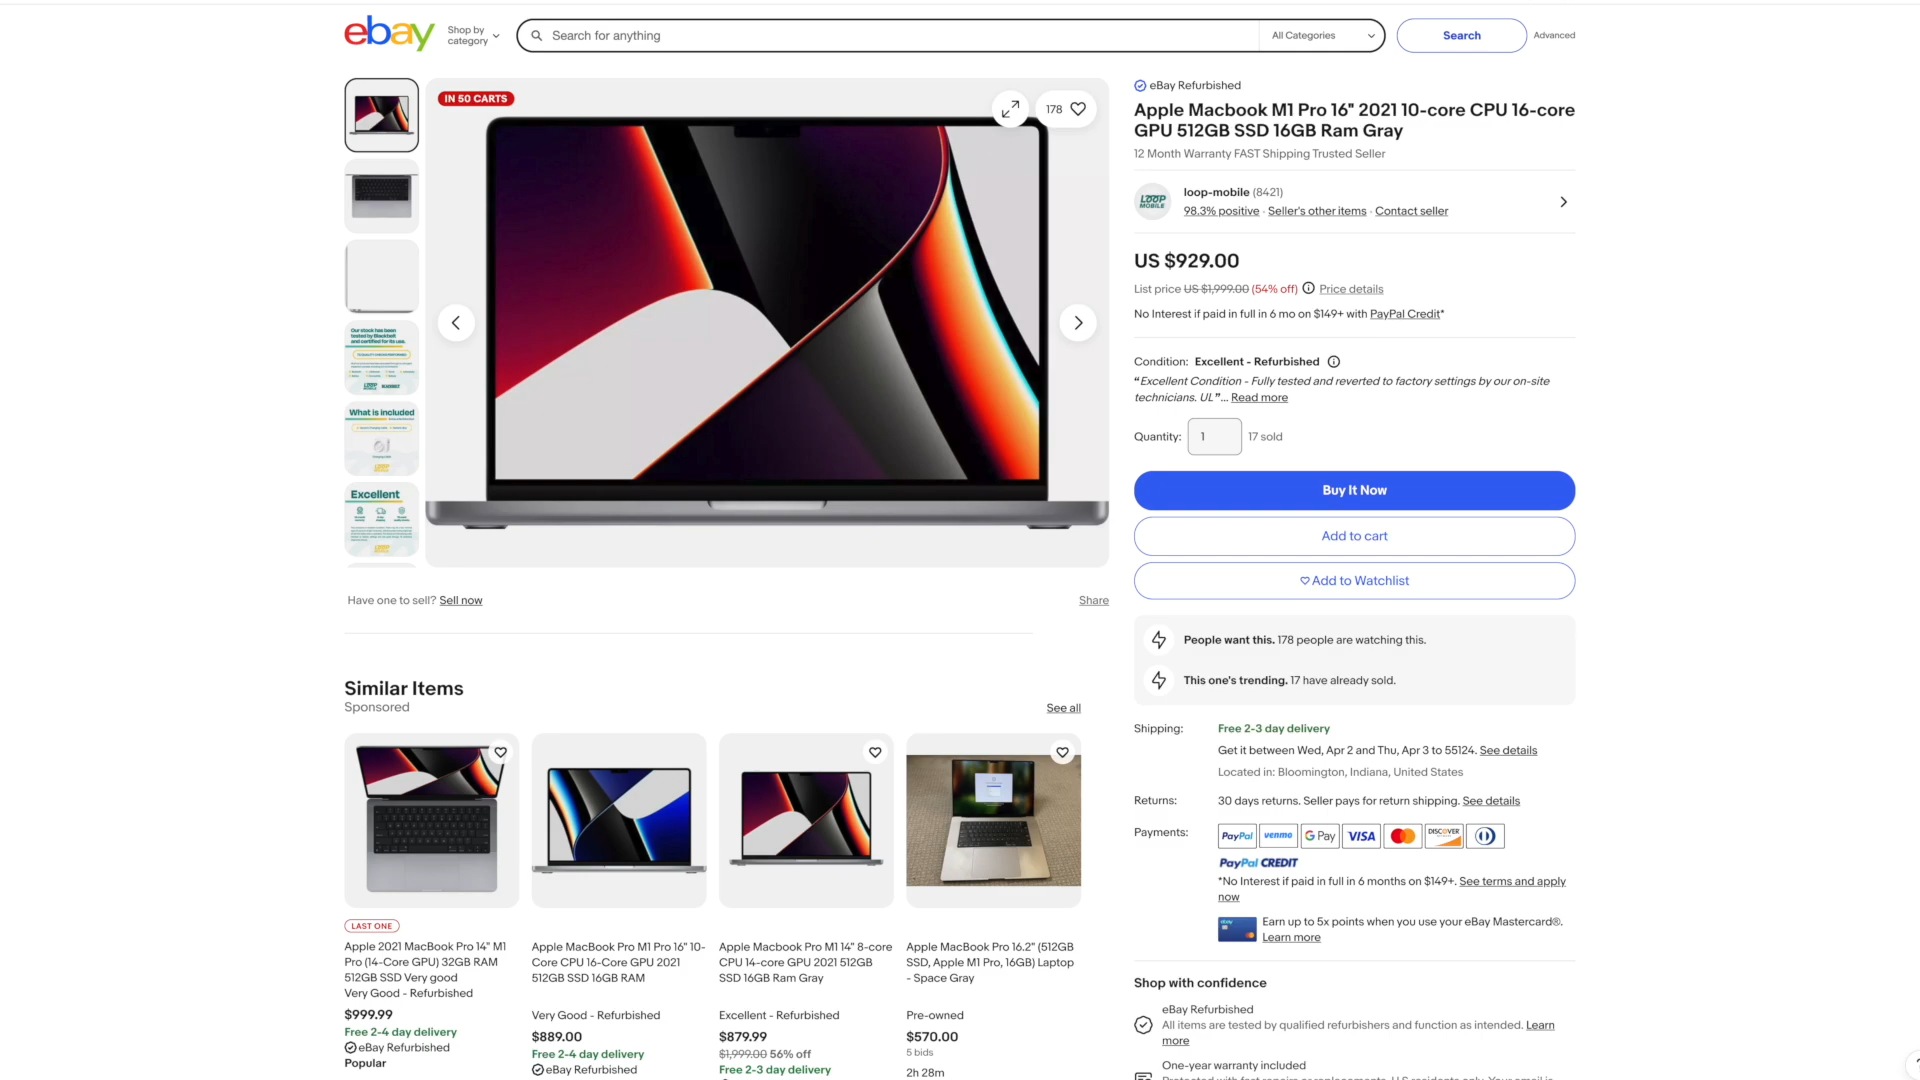 ebay
Shop by
category
Search for anything
All Categories
Search
Advanced
IN 50 CARTS
178
Our stock has been
tested by Blackbelt
and certified for its use.
LOOP
MOBILE
BLACKBELT
What is included
Excellent
Have one to sell? Sell now
Share
eBay Refurbished
Apple Macbook M1 Pro 16" 2021 10-core CPU 16-core
GPU 512GB SSD 16GB Ram Gray
12 Month Warranty FAST Shipping Trusted Seller
LOOP
MOBILE
loop-mobile (8421)
98.3% positive · Seller's other items · Contact seller
US $929.00
List price US $1,999.00 (54% off) Price details
No Interest if paid in full in 6 mo on $149+ with PayPal Credit*
Condition: Excellent - Refurbished
“Excellent Condition - Fully tested and reverted to factory settings by our on-site
technicians. UL”... Read more
Quantity: 1 17 sold
Buy It Now
Add to cart
Add to Watchlist
People want this. 178 people are watching this.
This one's trending. 17 have already sold.
Shipping: Free 2-3 day delivery
Get it between Wed, Apr 2 and Thu, Apr 3 to 55124. See details
Located in: Bloomington, Indiana, United States
Returns: 30 days returns. Seller pays for return shipping. See details
Payments: PayPal venmo G Pay VISA DISCOVER
PayPal CREDIT
*No Interest if paid in full in 6 months on $149+. See terms and apply
now
ebay
Earn up to 5x points when you use your eBay Mastercard®.
Learn more
Shop with confidence
eBay Refurbished
All items are tested by qualified refurbishers and function as intended. Learn
more
One-year warranty included
Similar Items
Sponsored
See all
LAST ONE
Apple 2021 MacBook Pro 14" M1
Pro (14-Core GPU) 32GB RAM
512GB SSD Very good
Very Good - Refurbished
$999.99
Free 2-4 day delivery
eBay Refurbished
Popular
Apple MacBook Pro M1 Pro 16" 10-
Core CPU 16-Core GPU 2021
512GB SSD 16GB RAM
Very Good - Refurbished
$889.00
Free 2-4 day delivery
eBay Refurbished
Apple Macbook Pro M1 14" 8-core
CPU 14-core GPU 2021 512GB
SSD 16GB Ram Gray
Excellent - Refurbished
$879.99
$1,999.00 56% off
Free 2-3 day delivery
Apple MacBook Pro 16.2" (512GB
SSD, Apple M1 Pro, 16GB) Laptop
- Space Gray
Pre-owned
$570.00
5 bids
2h 28m